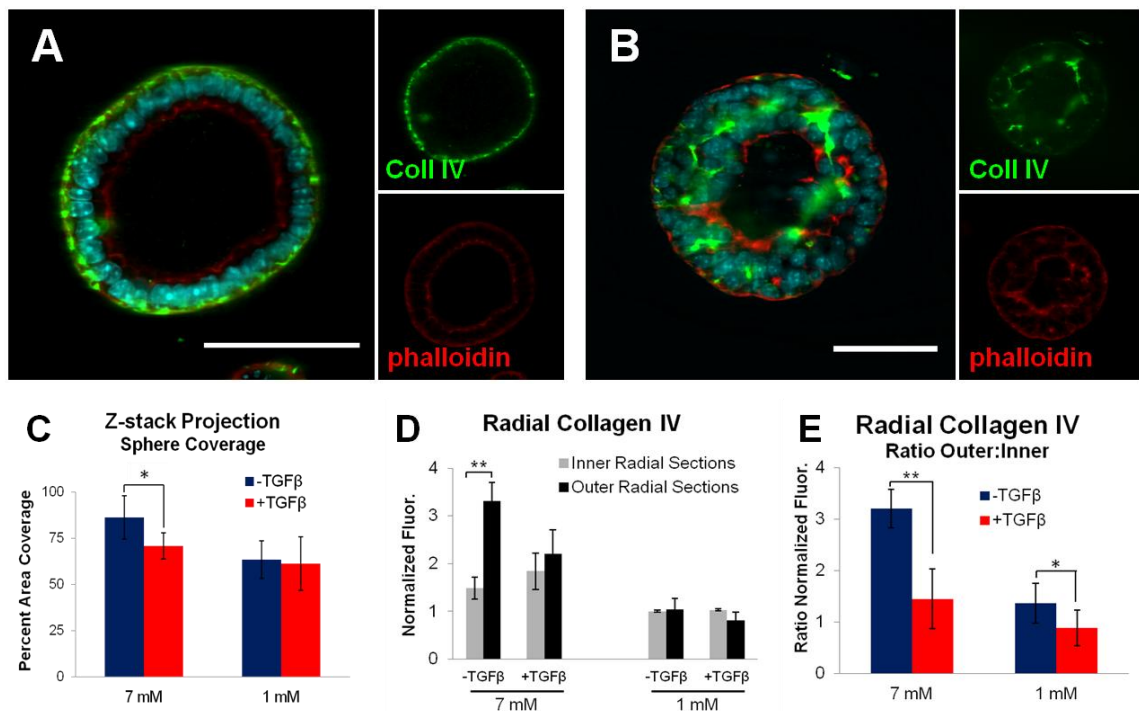 A
Coll IV
phalloidin
B
Coll IV
phalloidin
C
Z-stack Projection
Sphere Coverage
Percent Area Coverage
100
75
50
25
0
*
-TGFβ
+TGFβ
7 mM
1 mM
D
Radial Collagen IV
Normalized Fluor.
4
3
2
1
0
**
Inner Radial Sections
Outer Radial Sections
-TGFβ +TGFβ -TGFβ +TGFβ
7 mM
1 mM
E
Radial Collagen IV
Ratio Outer:Inner
Ratio Normalized Fluor.
4
3
2
1
0
**
*
-TGFβ
+TGFβ
7 mM
1 mM